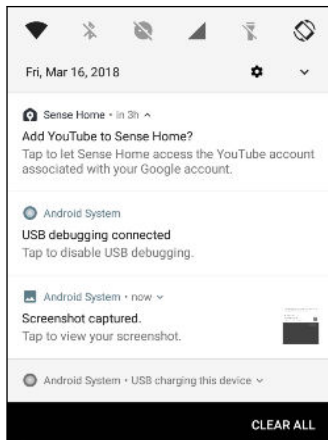 Fri, Mar 16, 2018
Sense Home • in 3h
Add YouTube to Sense Home?
Tap to let Sense Home access the YouTube account
associated with your Google account.
Android System
USB debugging connected
Tap to disable USB debugging.
Android System • now
Screenshot captured.
Tap to view your screenshot.
Android System • USB charging this device
CLEAR ALL